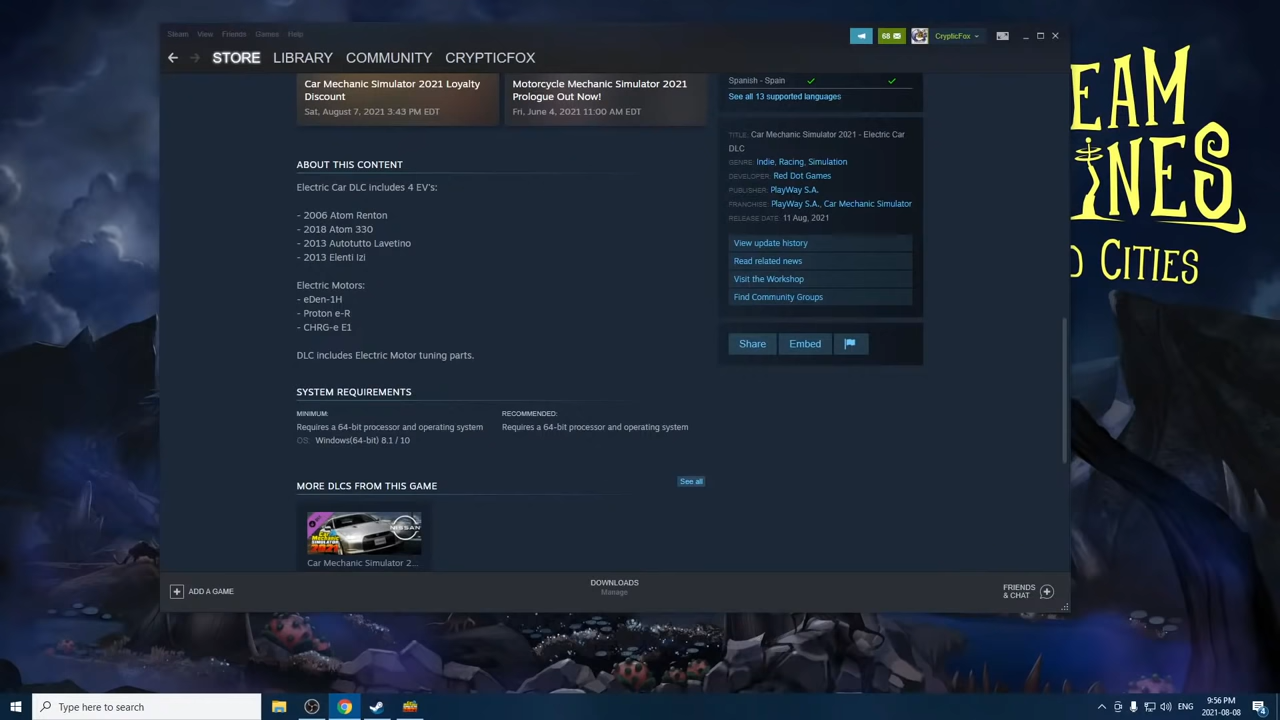 Steam View Friends Games Help
68
CrypticFox
STORE LIBRARY COMMUNITY CRYPTICFOX
Car Mechanic Simulator 2021 Loyalty
Discount
Sat, August 7, 2021 3:43 PM EDT
Motorcycle Mechanic Simulator 2021
Prologue Out Now!
Fri, June 4, 2021 11:00 AM EDT
Spanish - Spain
See all 13 supported languages
TITLE: Car Mechanic Simulator 2021 - Electric Car
DLC
GENRE: Indie, Racing, Simulation
DEVELOPER: Red Dot Games
PUBLISHER: PlayWay S.A.
FRANCHISE: PlayWay S.A., Car Mechanic Simulator
RELEASE DATE: 11 Aug, 2021
View update history
Read related news
Visit the Workshop
Find Community Groups
Share Embed
ABOUT THIS CONTENT
Electric Car DLC includes 4 EV's:
- 2006 Atom Renton
- 2018 Atom 330
- 2013 Autotutto Lavetino
- 2013 Elenti Izi
Electric Motors:
- eDen-1H
- Proton e-R
- CHRG-e E1
DLC includes Electric Motor tuning parts.
SYSTEM REQUIREMENTS
MINIMUM:
Requires a 64-bit processor and operating system
OS: Windows(64-bit) 8.1 / 10
RECOMMENDED:
Requires a 64-bit processor and operating system
MORE DLCS FROM THIS GAME
See all
NISSAN
Car Mechanic Simulator 2...
ADD A GAME
DOWNLOADS
Manage
FRIENDS
& CHAT
EAM
INES
D CITIES
Type here to search
ENG
9:56 PM
2021-08-08
4